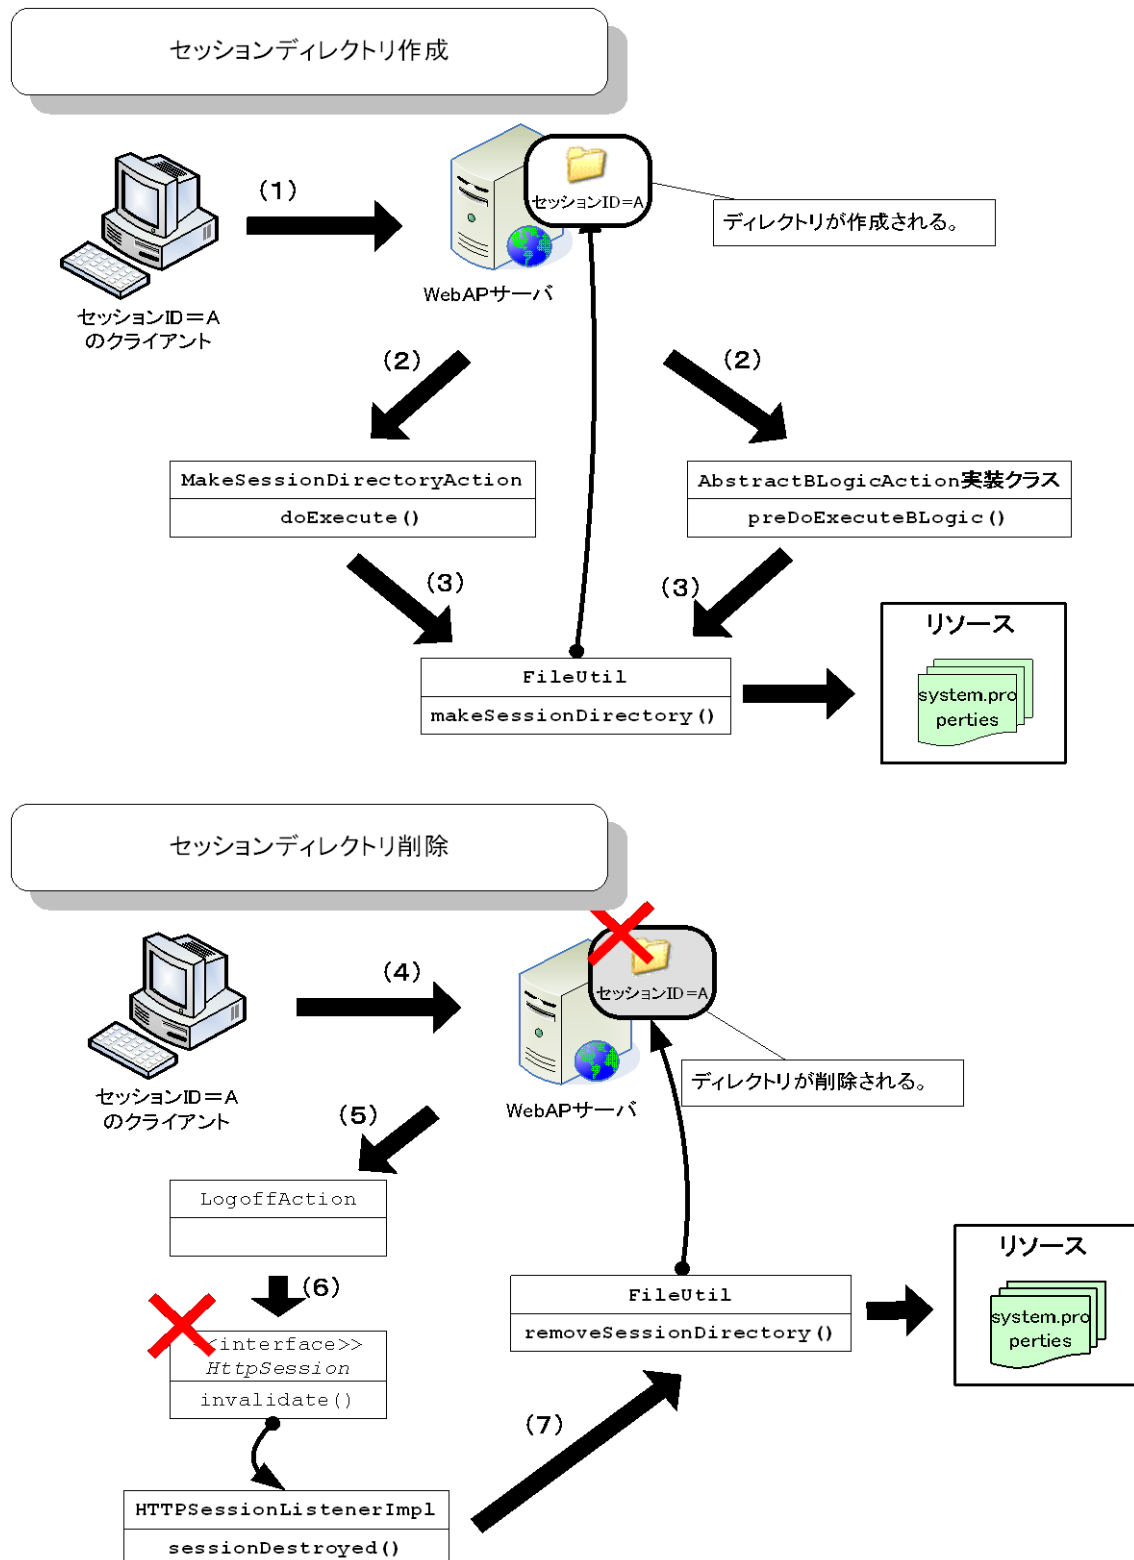 セッションディレクトリ作成
(1)
セッションID=A
ディレクトリが作成される。
WebAPサーバ
セッションID=A
のクライアント
(2)
(2)
MakeSessionDirectoryAction
doExecute()
AbstractBLogicAction実装クラス
preDoExecuteBLogic()
(3)
(3)
リソース
system.pro
perties
FileUtil
makeSessionDirectory()
セッションディレクトリ削除
(4)
セッションID=A
ディレクトリが削除される。
セッションID=A
のクライアント
WebAPサーバ
(5)
LogoffAction
(6)
<<interface>>
HttpSession
invalidate()
FileUtil
removeSessionDirectory()
リソース
system.pro
perties
(7)
HTTPSessionListenerImpl
sessionDestroyed()